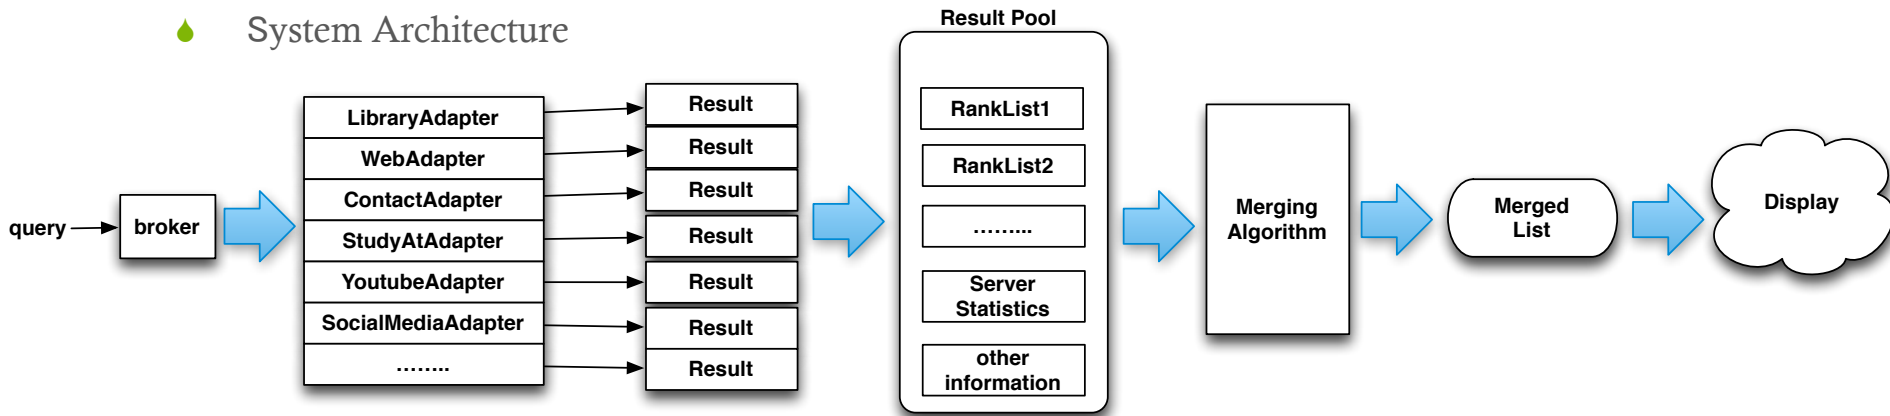 System Architecture
query
broker
LibraryAdapter
WebAdapter
ContactAdapter
StudyAtAdapter
YoutubeAdapter
SocialMediaAdapter
........
Result
Result
Result
Result
Result
Result
Result
Result Pool
RankList1
RankList2
.........
Server
Statistics
other
information
Merging
Algorithm
Merged
List
Display